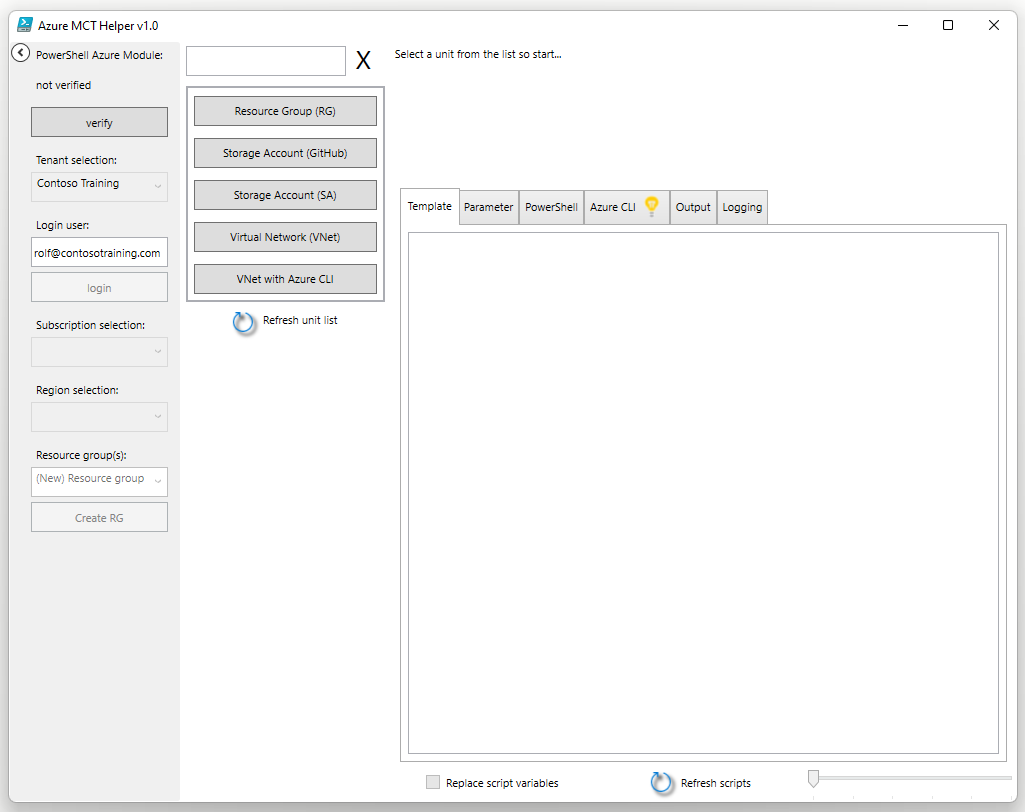 Azure MCT Helper v1.0
PowerShell Azure Module:
not verified
verify
Tenant selection:
Contoso Training
Login user:
rolf@contosotraining.com
login
Subscription selection:
Region selection:
Resource group(s):
(New) Resource group
Create RG
X
Resource Group (RG)
Storage Account (GitHub)
Storage Account (SA)
Virtual Network (VNet)
VNet with Azure CLI
Refresh unit list
Select a unit from the list so start...
Template Parameter PowerShell Azure CLI Output Logging
Replace script variables Refresh scripts